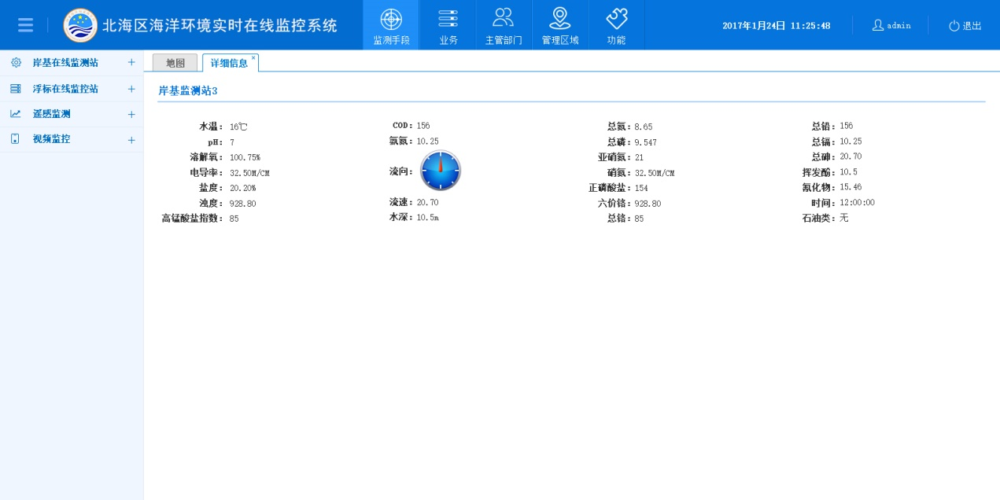 北海区海洋环境实时在线监控系统
监测手段
业务
主管部门
管理区域
功能
2017年1月24日 11:25:48
admin
退出
岸基在线监测站 +
浮标在线监控站 +
遥感监测 +
视频监控 +
地图
详细信息 ×
岸基监测站3
水温： 16℃
pH： 7
溶解氧： 100.75%
电导率： 32.50M/CM
盐度： 20.20%
浊度： 928.80
高锰酸盐指数： 85
COD： 156
氨氮： 10.25
流向：
流速： 20.70
水深： 10.5m
总氮： 8.65
总磷： 9.547
亚硝氮： 21
硝氮： 32.50M/CM
正磷酸盐： 154
六价铬： 928.80
总铬： 85
总铅： 156
总镉： 10.25
总砷： 20.70
挥发酚： 10.5
氰化物： 15.46
时间： 12:00:00
石油类： 无